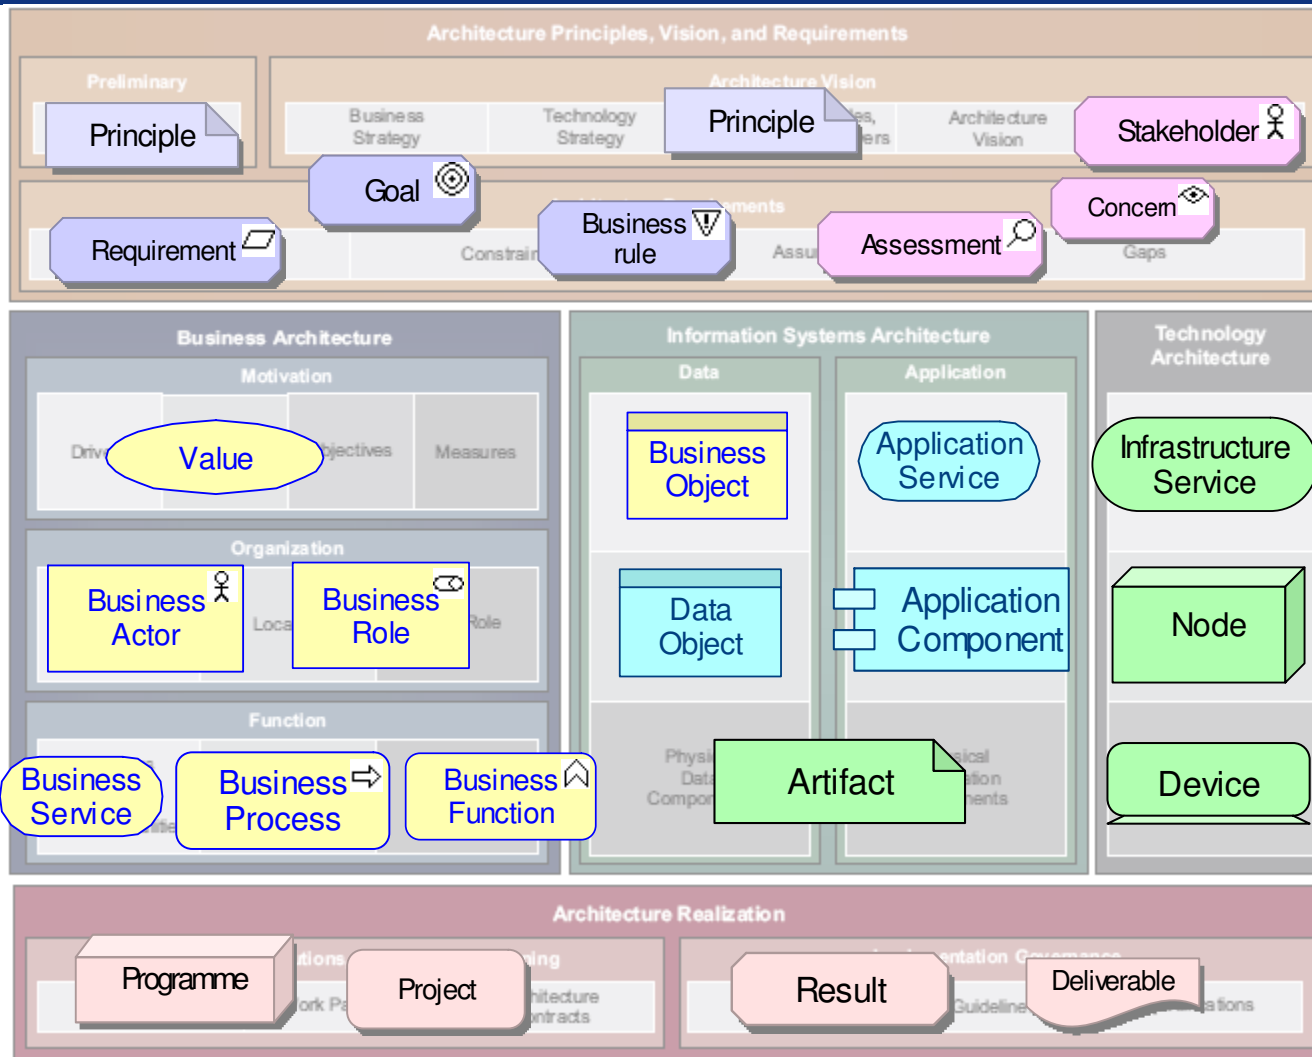 Architecture Principles, Vision, and Requirements
Preliminary
Architecture Vision
Principle
Business
Strategy
Technology
Strategy
Principle
Architecture
Vision
Stakeholder
Goal
Concern
Requirement
Business
rule
Assessment
Gaps
Business Architecture
Motivation
Value
Measures
Organization
Business
Actor
Business
Role
Role
Function
Business
Service
Business
Process
Business
Function
Information Systems Architecture
Data
Application
Business
Object
Application
Service
Data
Object
Application
Component
Artifact
Technology
Architecture
Infrastructure
Service
Node
Device
Architecture Realization
Programme
Project
Result
Deliverable